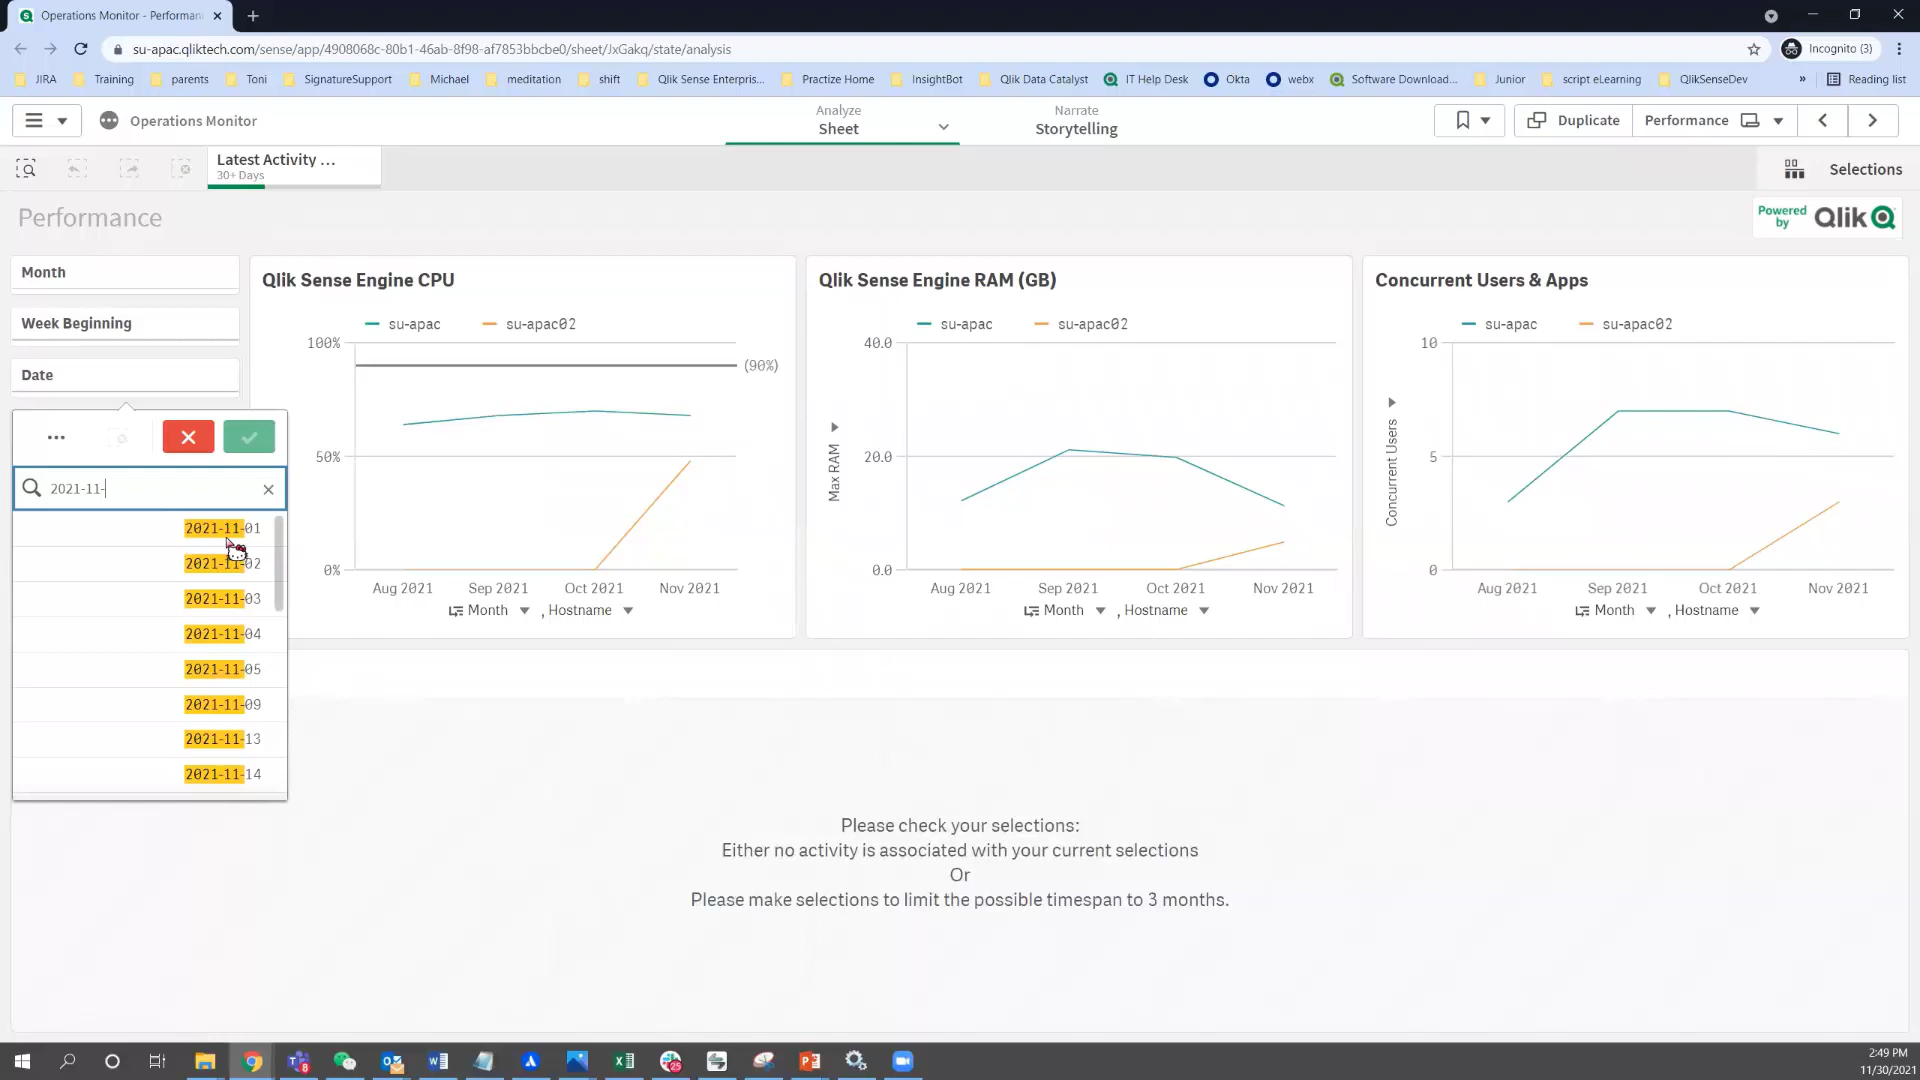 Operations Monitor - Performan
su-apac.qliktech.com/sense/app/4908068c-80b1-46ab-8f98-af7853bbcbe0/sheet/JxGakq/state/analysis
Incognito (3)
JIRA
Training
parents
Toni
SignatureSupport
Michael
meditation
shift
Qlik Sense Enterpris...
Practize Home
InsightBot
Qlik Data Catalyst
IT Help Desk
Okta
webx
Software Download...
Junior
script eLearning
QlikSenseDev
»
Reading list
Operations Monitor
Analyze
Sheet
Narrate
Storytelling
Duplicate
Performance
Latest Activity ...
30+ Days
Selections
Performance
Powered by Qlik
Month
Week Beginning
Date
2021-11-
2021-11-01
2021-11-02
2021-11-03
2021-11-04
2021-11-05
2021-11-09
2021-11-13
2021-11-14
Qlik Sense Engine CPU
su-apac su-apac02
100%
(90%)
50%
0%
Aug 2021 Sep 2021 Oct 2021 Nov 2021
Month , Hostname
Qlik Sense Engine RAM (GB)
su-apac su-apac02
40.0
20.0
0.0
Max RAM
Aug 2021 Sep 2021 Oct 2021 Nov 2021
Month , Hostname
Concurrent Users & Apps
su-apac su-apac02
10
5
0
Concurrent Users
Aug 2021 Sep 2021 Oct 2021 Nov 2021
Month , Hostname
Please check your selections:
Either no activity is associated with your current selections
Or
Please make selections to limit the possible timespan to 3 months.
8
25
2:49 PM
11/30/2021